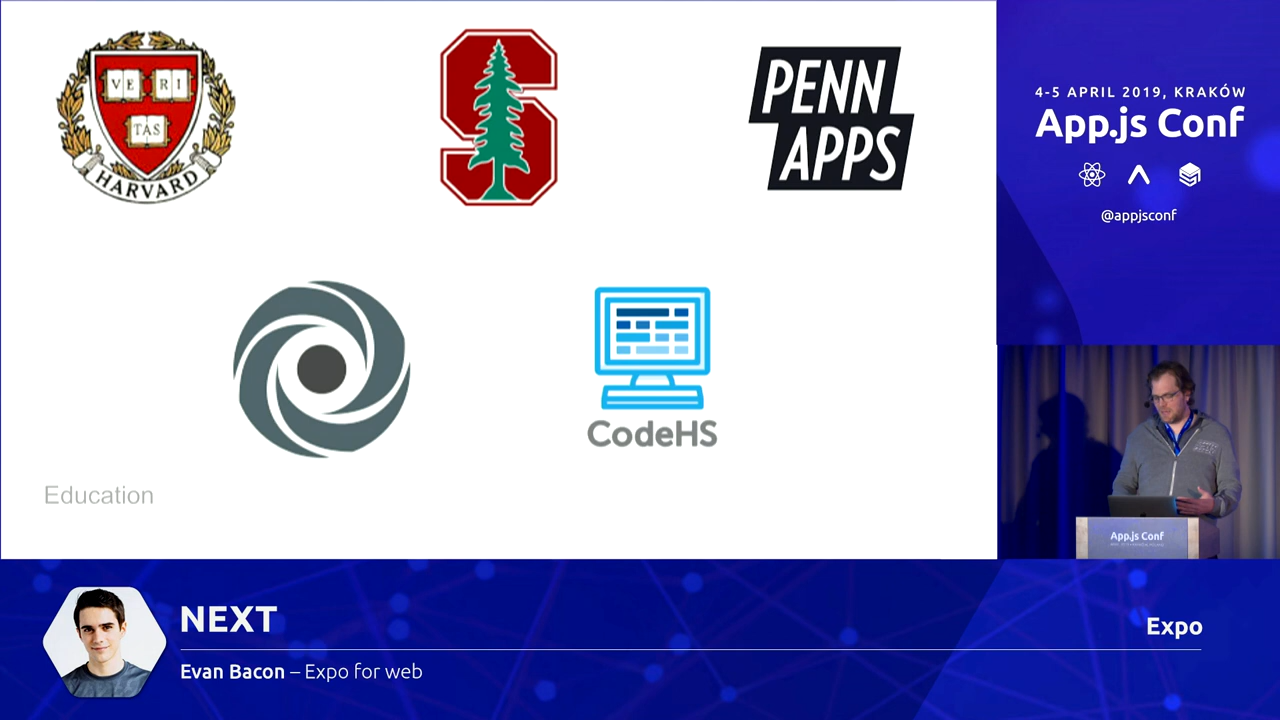 VE RI
TAS
HARVARD
PENN
APPS
CodeHS
Education
4-5 APRIL 2019, KRAKÓW
App.js Conf
@appjsconf
App.js Conf
NEXT
Evan Bacon – Expo for web
Expo